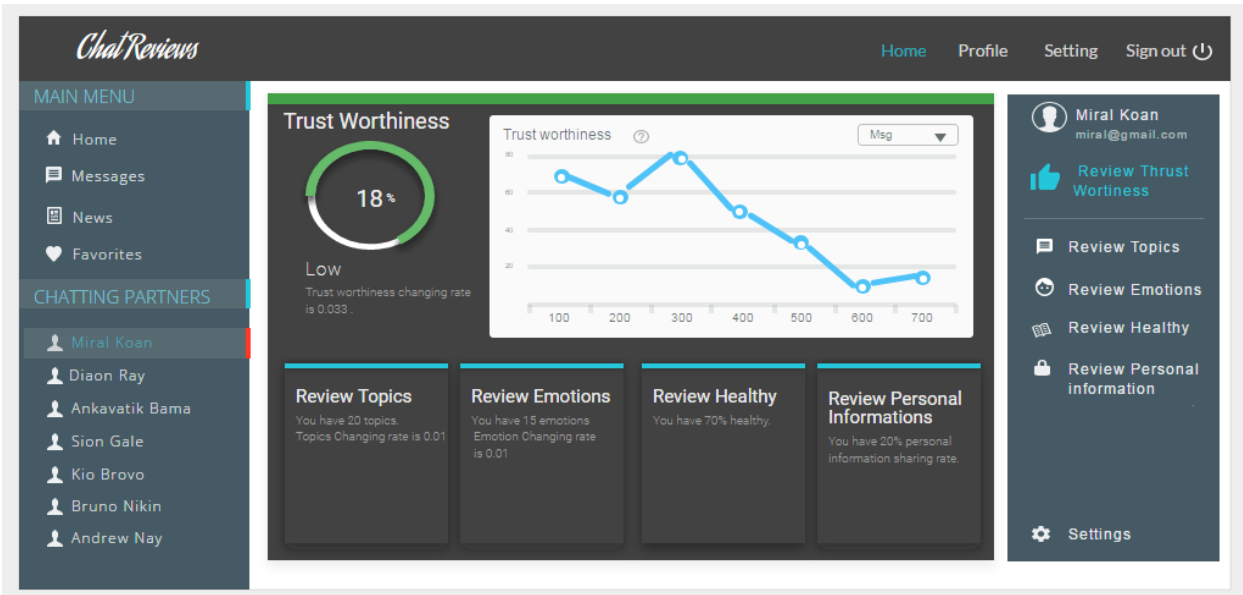 ChatReviews
Home
Profile
Setting
Sign out
MAIN MENU
Home
Messages
News
Favorites
CHATTING PARTNERS
Miral Koan
Diaon Ray
Ankavatik Bama
Sion Gale
Kio Brovo
Bruno Nikin
Andrew Nay
Trust Worthiness
18%
Low
Trust worthiness changing rate
is 0.033 .
Trust worthiness
?
Msg
80
60
40
20
100 200 300 400 500 600 700
Review Topics
You have 20 topics.
Topics Changing rate is 0.01
Review Emotions
You have 15 emotions
Emotion Changing rate
is 0.01
Review Healthy
You have 70% healthy.
Review Personal
Informations
You have 20% personal
information sharing rate.
Miral Koan
miral@gmail.com
Review Thrust
Wortiness
Review Topics
Review Emotions
Review Healthy
Review Personal
information
Settings